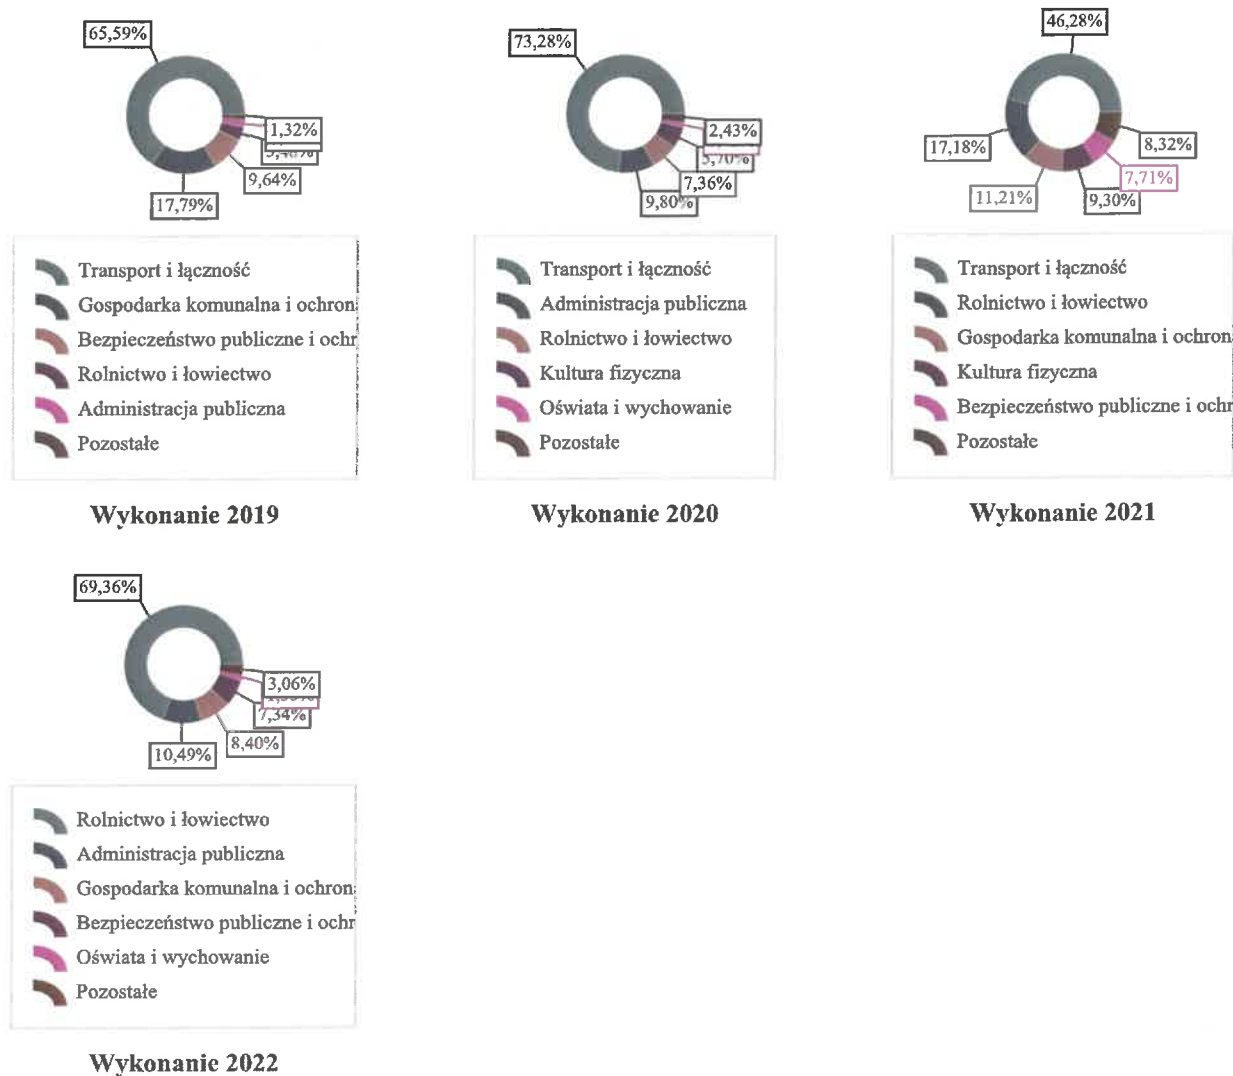 65,59%
1,32%
9,64%
17,79%
Transport i łączność
Gospodarka komunalna i ochron
Bezpieczeństwo publiczne i ochr
Rolnictwo i łowiectwo
Administracja publiczna
Pozostałe
Wykonanie 2019
73,28%
2,43%
5,70%
7,36%
9,80%
Transport i łączność
Administracja publiczna
Rolnictwo i łowiectwo
Kultura fizyczna
Oświata i wychowanie
Pozostałe
Wykonanie 2020
46,28%
17,18%
8,32%
7,71%
11,21%
9,30%
Transport i łączność
Rolnictwo i łowiectwo
Gospodarka komunalna i ochron
Kultura fizyczna
Bezpieczeństwo publiczne i ochr
Pozostałe
Wykonanie 2021
69,36%
3,06%
7,34%
8,40%
10,49%
Rolnictwo i łowiectwo
Administracja publiczna
Gospodarka komunalna i ochron
Bezpieczeństwo publiczne i ochr
Oświata i wychowanie
Pozostałe
Wykonanie 2022